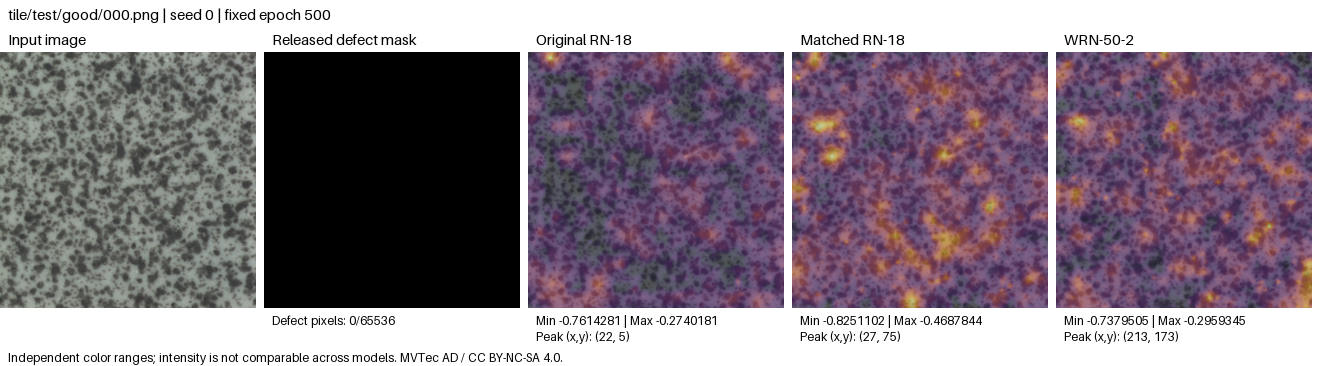 tile/test/good/000.png | seed 0 | fixed epoch 500
Input image
Released defect mask
Original RN-18
Matched RN-18
WRN-50-2
Defect pixels: 0/65536
Min -0.7614281 | Max -0.2740181
Peak (x,y): (22, 5)
Min -0.8251102 | Max -0.4687844
Peak (x,y): (27, 75)
Min -0.7379505 | Max -0.2959345
Peak (x,y): (213, 173)
Independent color ranges; intensity is not comparable across models. MVTec AD / CC BY-NC-SA 4.0.